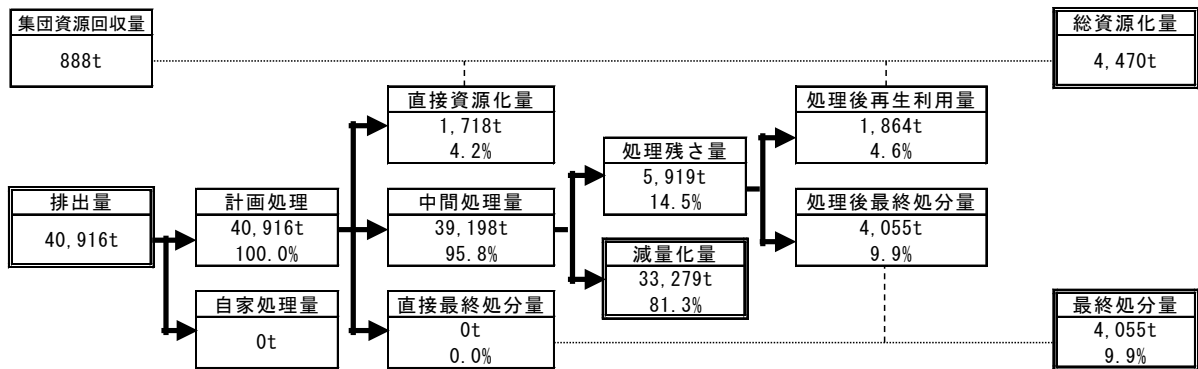 集団資源回収量
888t
総資源化量
4,470t
直接資源化量
1,718t
4.2%
処理後再生利用量
1,864t
4.6%
処理残さ量
5,919t
14.5%
排出量
40,916t
計画処理
40,916t
100.0%
中間処理量
39,198t
95.8%
処理後最終処分量
4,055t
9.9%
減量化量
33,279t
81.3%
自家処理量
0t
直接最終処分量
0t
0.0%
最終処分量
4,055t
9.9%